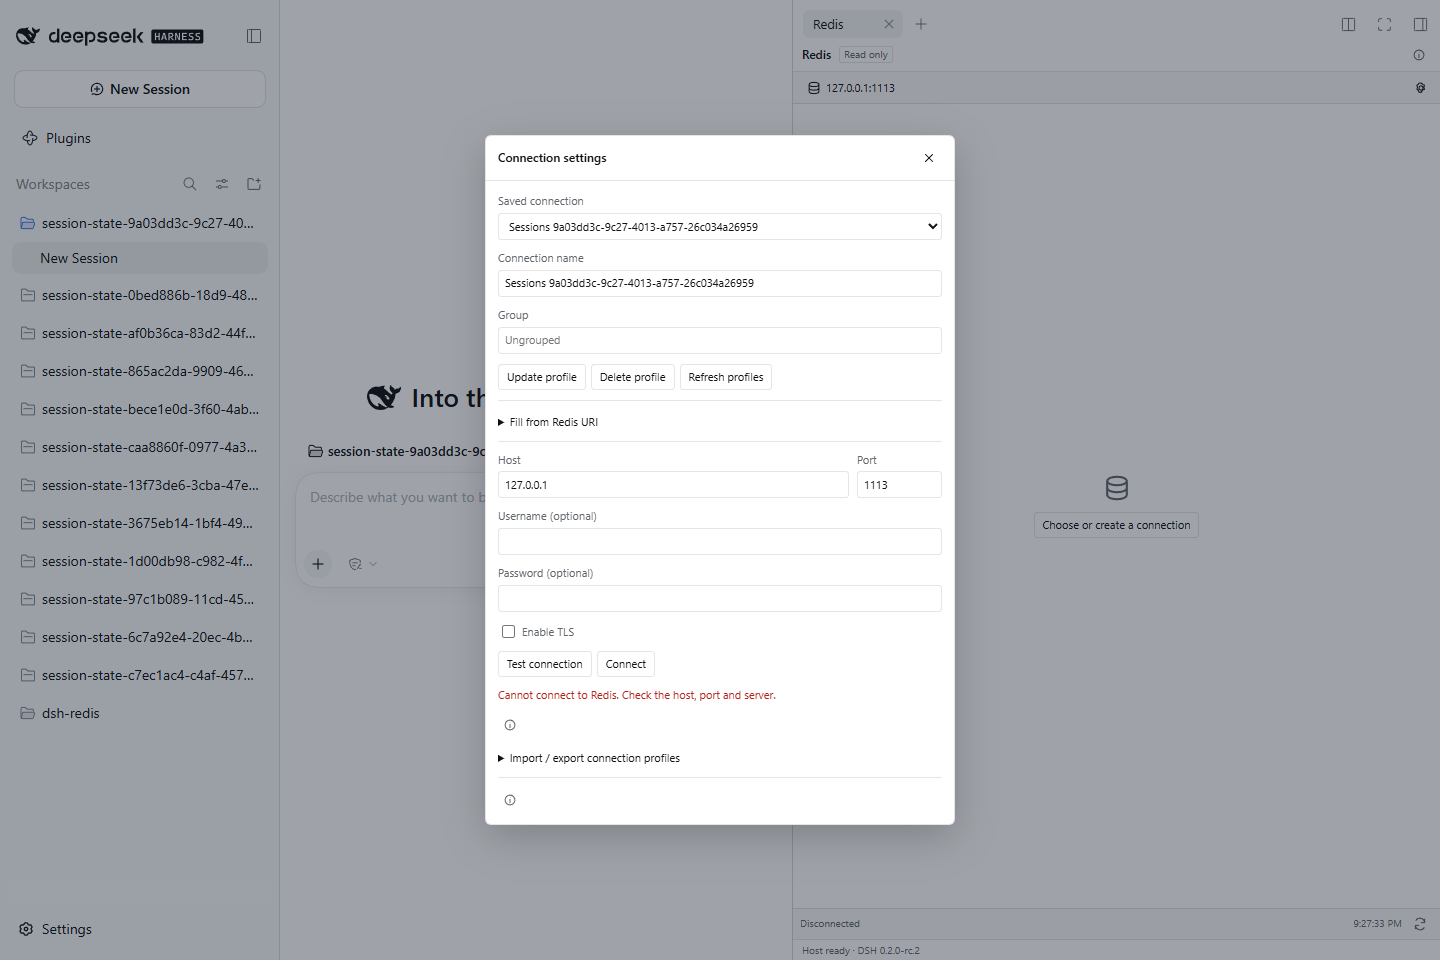 deepseek HARNESS
New Session
Plugins
Workspaces
session-state-9a03dd3c-9c27-40...
New Session
session-state-0bed886b-18d9-48...
session-state-af0b36ca-83d2-44f...
session-state-865ac2da-9909-46...
session-state-bece1e0d-3f60-4ab...
session-state-caa8860f-0977-4a3...
session-state-13f73de6-3cba-47e...
session-state-3675eb14-1bf4-49...
session-state-1d00db98-c982-4f...
session-state-97c1b089-11cd-45...
session-state-6c7a92e4-20ec-4b...
session-state-c7ec1ac4-c4af-457...
dsh-redis
Settings
Into th
session-state-9a03dd3c-9c
Describe what you want to b
Connection settings
Saved connection
Sessions 9a03dd3c-9c27-4013-a757-26c034a26959
Connection name
Sessions 9a03dd3c-9c27-4013-a757-26c034a26959
Group
Ungrouped
Update profile Delete profile Refresh profiles
Fill from Redis URI
Host Port
127.0.0.1 1113
Username (optional)
Password (optional)
Enable TLS
Test connection Connect
Cannot connect to Redis. Check the host, port and server.
Import / export connection profiles
Redis
Redis Read only
127.0.0.1:1113
Choose or create a connection
Disconnected 9:27:33 PM
Host ready · DSH 0.2.0-rc.2